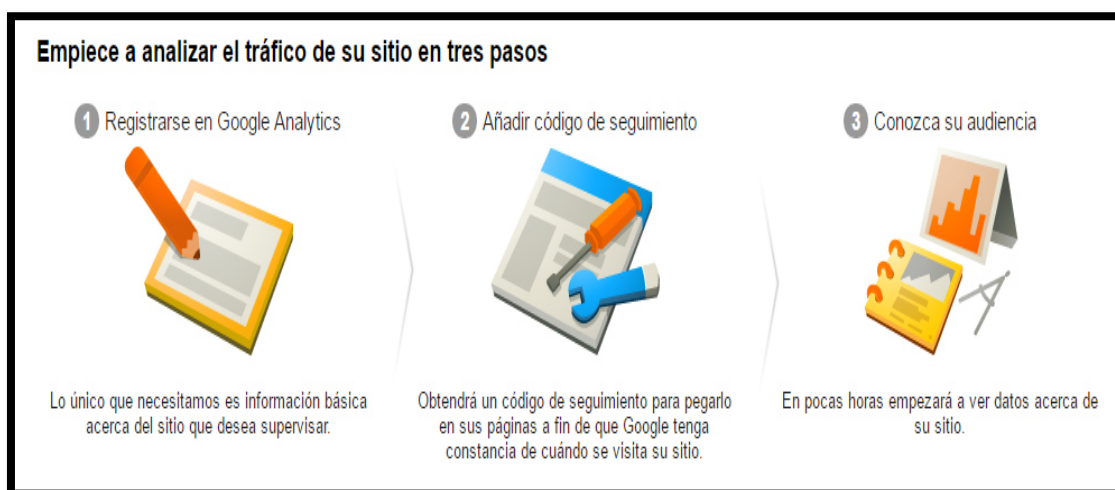 Empiece a analizar el tráfico de su sitio en tres pasos
1 Registrarse en Google Analytics
Lo único que necesitamos es información básica
acerca del sitio que desea supervisar.
2 Añadir código de seguimiento
Obtendrá un código de seguimiento para pegarlo
en sus páginas a fin de que Google tenga
constancia de cuándo se visita su sitio.
3 Conozca su audiencia
En pocas horas empezará a ver datos acerca de
su sitio.